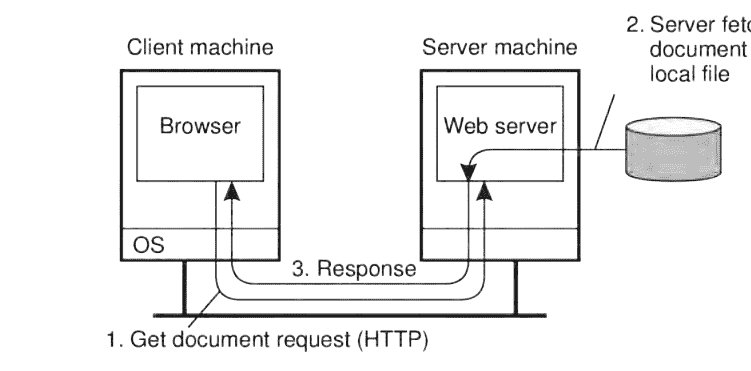 Client machine
Server machine
2. Server
document
local file
Browser
Web server
OS
3. Response
1. Get document request (HTTP)